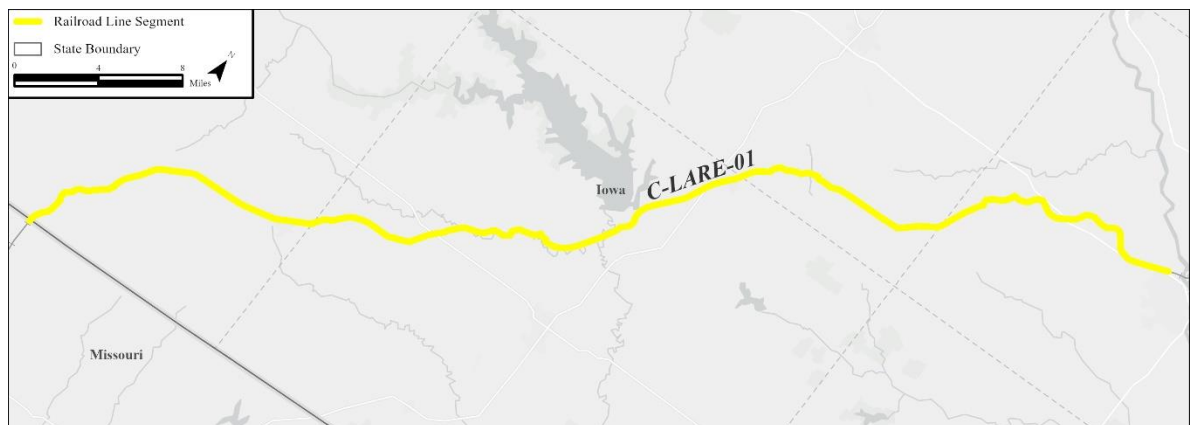 Railroad Line Segment
State Boundary
0 4 8
Miles
N
C-LARE-01
Iowa
Missouri